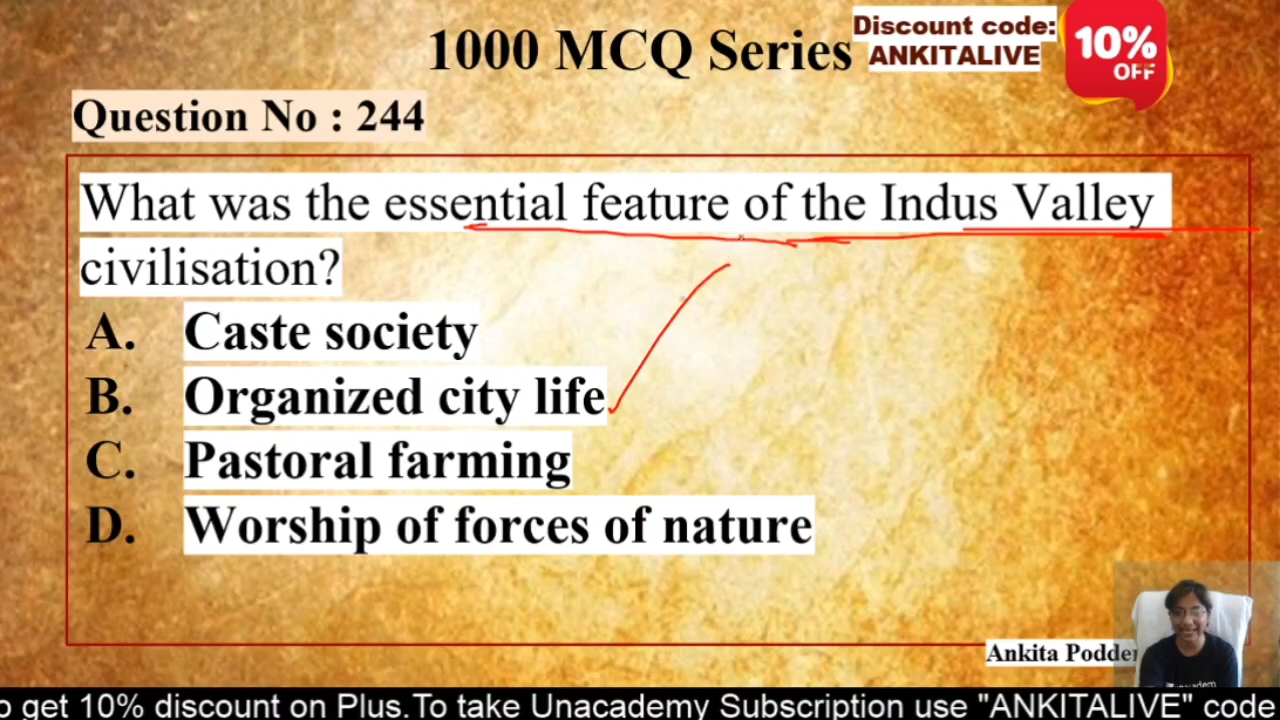 1000 MCQ Series
Discount code:
ANKITALIVE
10%
OFF
Question No : 244
What was the essential feature of the Indus Valley
civilisation?
A. Caste society
B. Organized city life
C. Pastoral farming
D. Worship of forces of nature
Ankita Podder
o get 10% discount on Plus.To take Unacademy Subscription use "ANKITALIVE" code